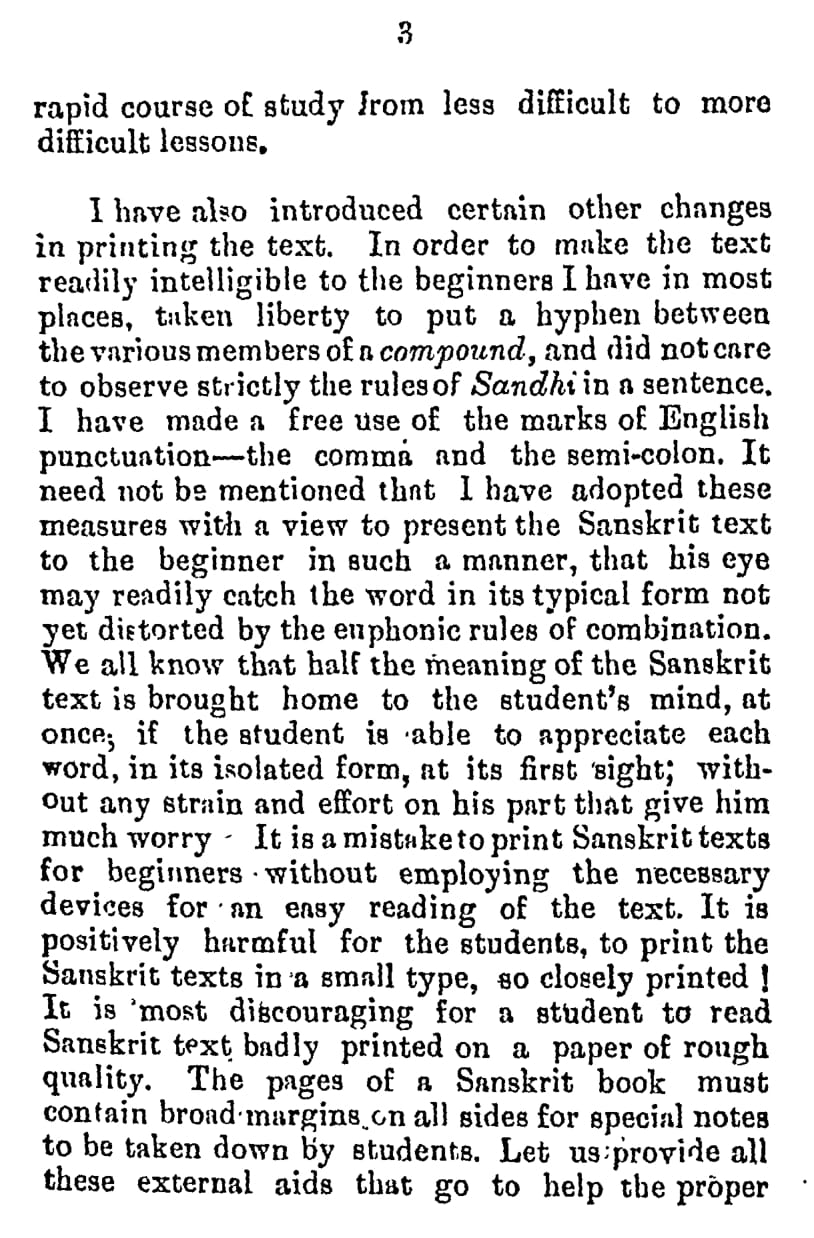 3
rapid course of study from less difficult to more
difficult lessons.
I have also introduced certain other changes
in printing the text. In order to make the text
readily intelligible to the beginners I have in most
places, taken liberty to put a hyphen between
the various members of a compound, and did not care
to observe strictly the rules of Sandhi in a sentence.
I have made a free use of the marks of English
punctuation—the comma and the semi-colon. It
need not be mentioned that I have adopted these
measures with a view to present the Sanskrit text
to the beginner in such a manner, that his eye
may readily catch the word in its typical form not
yet distorted by the euphonic rules of combination.
We all know that half the meaning of the Sanskrit
text is brought home to the student's mind, at
once; if the student is able to appreciate each
word, in its isolated form, at its first sight; with-
out any strain and effort on his part that give him
much worry - It is a mistake to print Sanskrit texts
for beginners without employing the necessary
devices for an easy reading of the text. It is
positively harmful for the students, to print the
Sanskrit texts in a small type, so closely printed !
It is most discouraging for a student to read
Sanskrit text badly printed on a paper of rough
quality. The pages of a Sanskrit book must
contain broad margins on all sides for special notes
to be taken down by students. Let us provide all
these external aids that go to help the proper